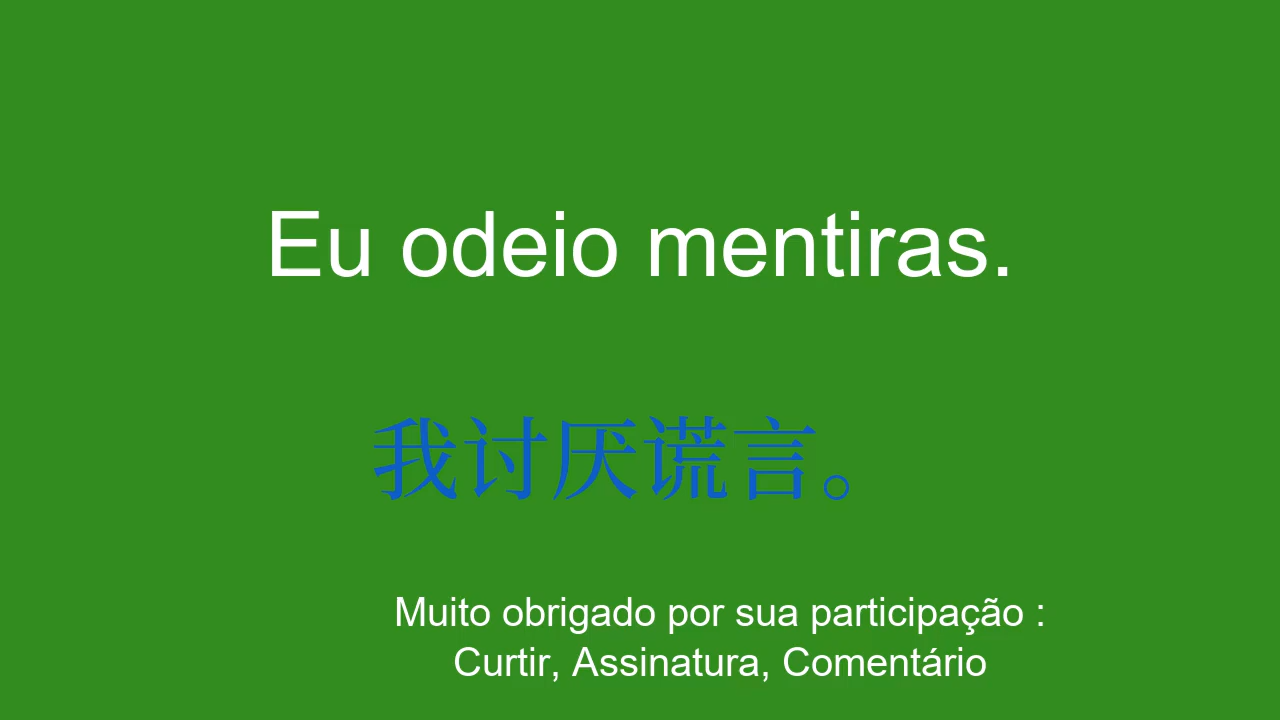 Eu odeio mentiras.
我讨厌谎言。
Muito obrigado por sua participação :
Curtir, Assinatura, Comentário